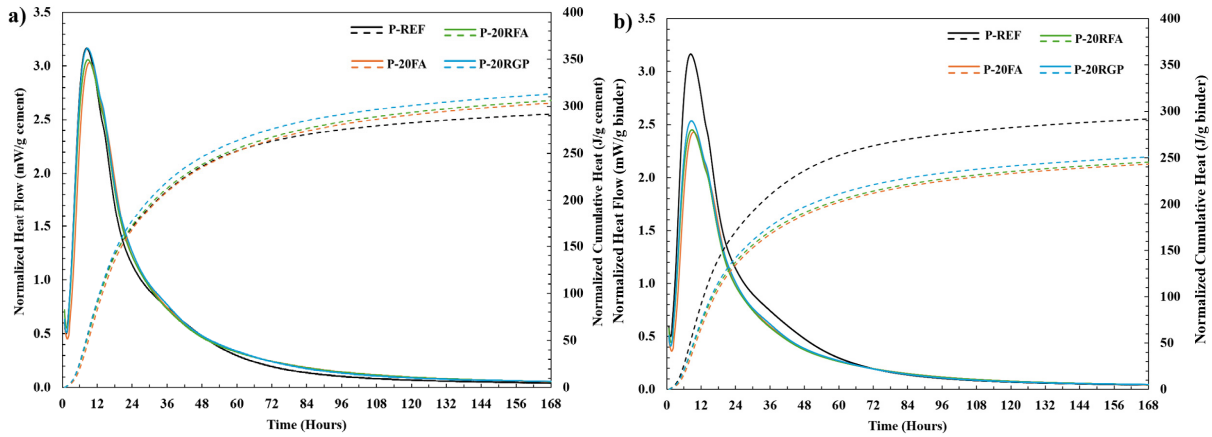 a)
Normalized Heat Flow (mW/g cement)
3.5
3.0
2.5
2.0
1.5
1.0
0.5
0.0
P-REF
P-20RFA
P-20FA
P-20RGP
400
350
300
250
200
150
100
50
0
Normalized Cumulative Heat (J/g cement)
0 12 24 36 48 60 72 84 96 108 120 132 144 156 168
Time (Hours)
b)
Normalized Heat Flow (mW/g binder)
3.5
3.0
2.5
2.0
1.5
1.0
0.5
0.0
P-REF
P-20RFA
P-20FA
P-20RGP
400
350
300
250
200
150
100
50
0
Normalized Cumulative Heat (J/g binder)
0 12 24 36 48 60 72 84 96 108 120 132 144 156 168
Time (Hours)